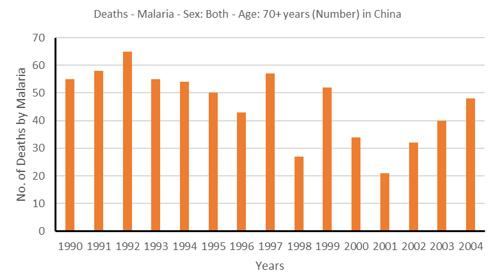 Deaths - Malaria - Sex: Both - Age: 70+ years (Number) in China
No. of Deaths by Malaria
70
60
50
40
30
20
10
0
1990 1991 1992 1993 1994 1995 1996 1997 1998 1999 2000 2001 2002 2003 2004
Years